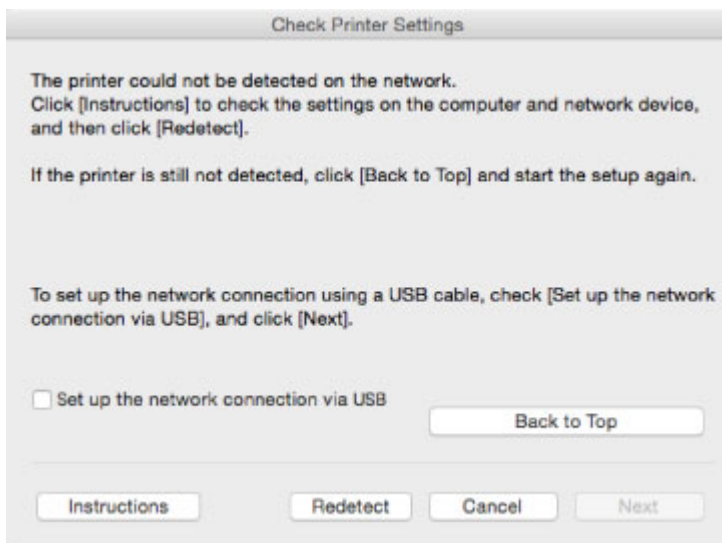 Check Printer Settings
The printer could not be detected on the network.
Click [Instructions] to check the settings on the computer and network device,
and then click [Redetect].
If the printer is still not detected, click [Back to Top] and start the setup again.
To set up the network connection using a USB cable, check [Set up the network
connection via USB], and click [Next].
Set up the network connection via USB
Back to Top
Instructions Redetect Cancel Next